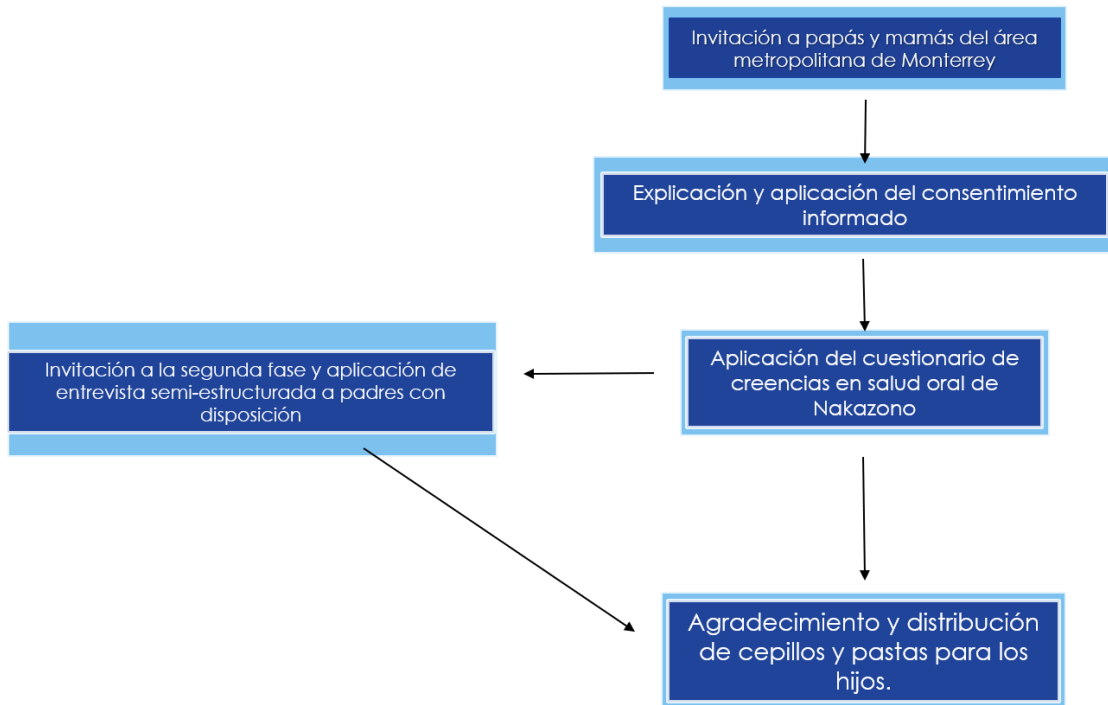 Invitación a papás y mamás del área
metropolitana de Monterrey
Explicación y aplicación del consentimiento
informado
Aplicación del cuestionario de
creencias en salud oral de
Nakazono
Invitación a la segunda fase y aplicación de
entrevista semi-estructurada a padres con
disposición
Agradecimiento y distribución
de cepillos y pastas para los
hijos.